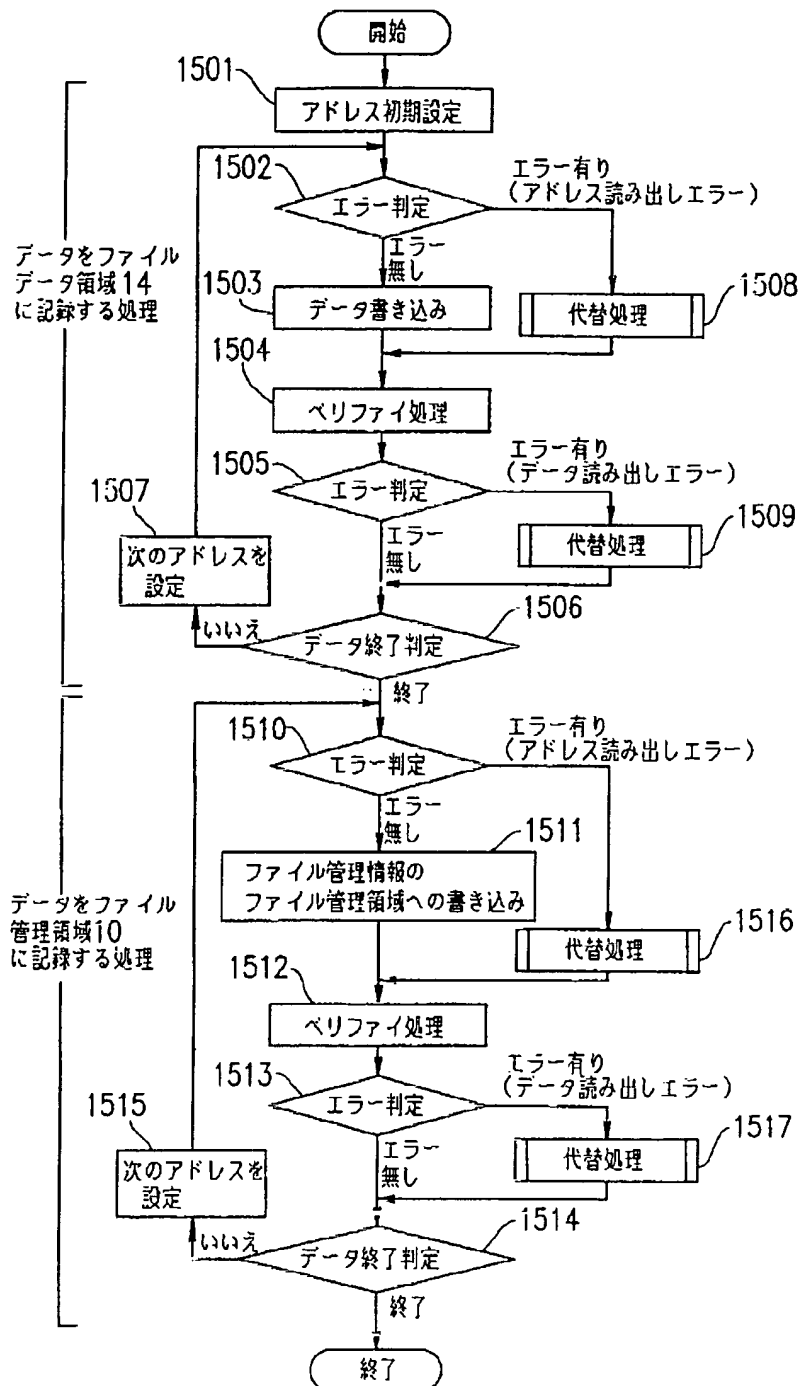 開始
1501
アドレス初期設定
1502
エラー判定
エラー有り
(アドレス読み出しエラー)
エラー
無し
データをファイル
データ領域14
に記録する処理
1503
データ書き込み
代替処理
1508
1504
ベリファイ処理
1505
エラー判定
エラー有り
(データ読み出しエラー)
エラー
無し
1507
次のアドレスを
設定
代替処理
1509
いいえ
データ終了判定
1506
終了
1510
エラー判定
エラー有り
(アドレス読み出しエラー)
エラー
無し
1511
ファイル管理情報の
ファイル管理領域への書き込み
データをファイル
管理領域10
に記録する処理
代替処理
1516
1512
ベリファイ処理
1513
エラー判定
エラー有り
(データ読み出しエラー)
エラー
無し
1515
次のアドレスを
設定
代替処理
1517
いいえ
データ終了判定
1514
終了
終了